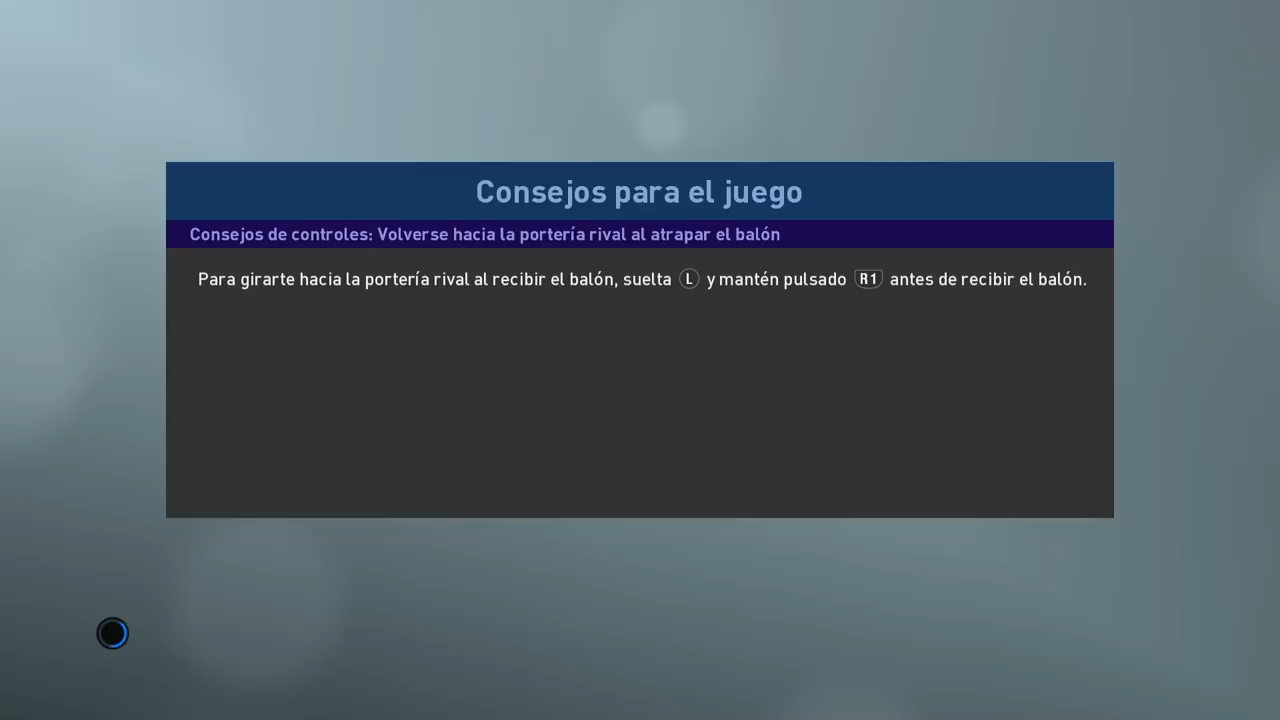 Consejos para el juego
Consejos de controles: Volverse hacia la portería rival al atrapar el balón
Para girarte hacia la portería rival al recibir el balón, suelta L y mantén pulsado R1 antes de recibir el balón.